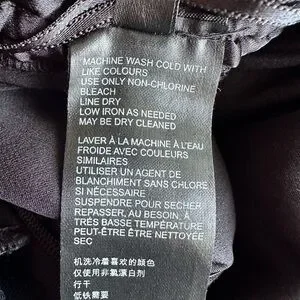 MACHINE WASH COLD WITH
LIKE COLOURS
USE ONLY NON-CHLORINE
BLEACH
LINE DRY
LOW IRON AS NEEDED
MAY BE DRY CLEANED
LAVER À LA MACHINE À L'EAU
FROIDE AVEC COULEURS
SIMILAIRES
UTILISER UN AGENT DE
BLANCHIMENT SANS CHLORE
SI NÉCESSAIRE
SUSPENDRE POUR SÉCHER
REPASSER, AU BESOIN, À
TRÈS BASSE TEMPÉRATURE
PEUT-ÊTRE ÊTRE NETTOYÉE
SEC
机洗冷着喜欢的颜色
仅使用非氯漂白剂
行干
低铁需要